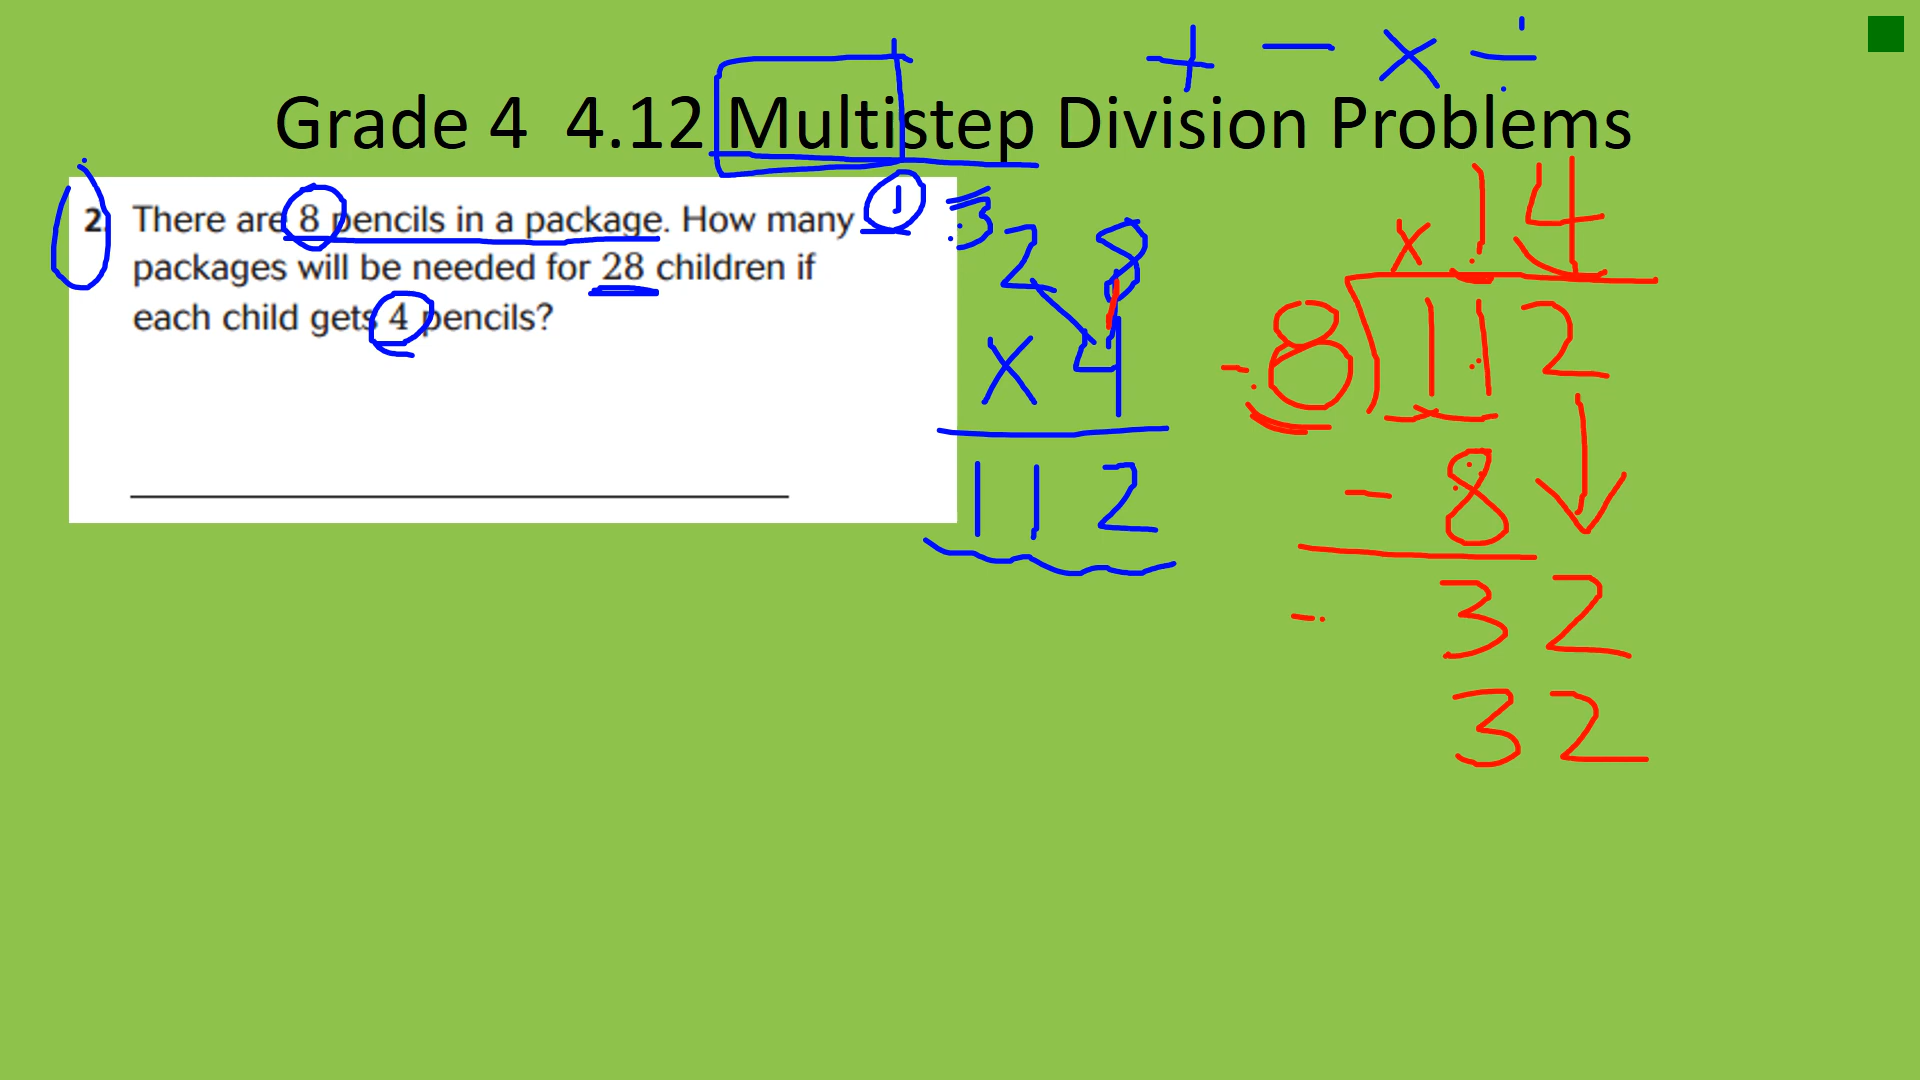 + − × ÷
Grade 4 4.12 Multistep Division Problems
2. There are 8 pencils in a package. How many
packages will be needed for 28 children if
each child gets 4 pencils?
1
3
28
× 4
112
× 14
8)112
− 8
32
− 32